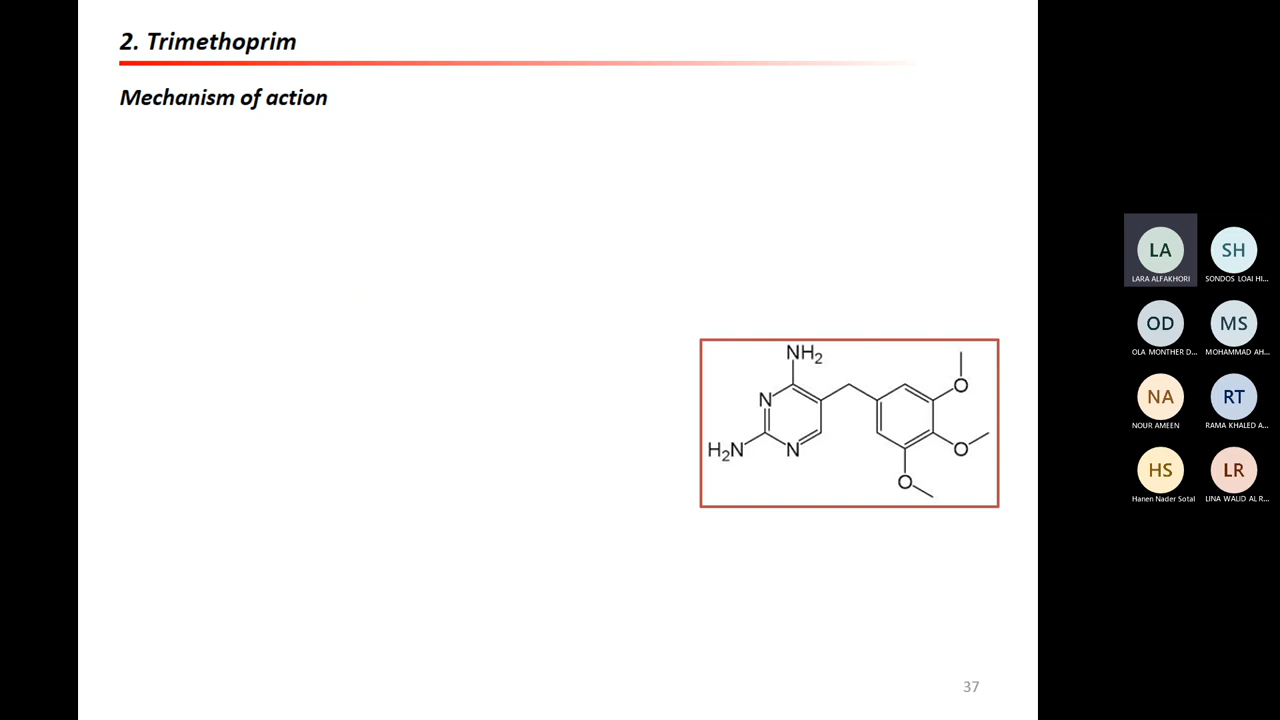 2. Trimethoprim
Mechanism of action
NH2
N
H2N
N
O
O
O
37
LA
LARA ALFAKHORI
SH
SONDOS LOAI HI...
OD
OLA MONTHER D...
MS
MOHAMMAD AH...
NA
NOUR AMEEN
RT
RAMA KHALED A...
HS
Hanen Nader Sotal
LR
LINA WALID AL R...